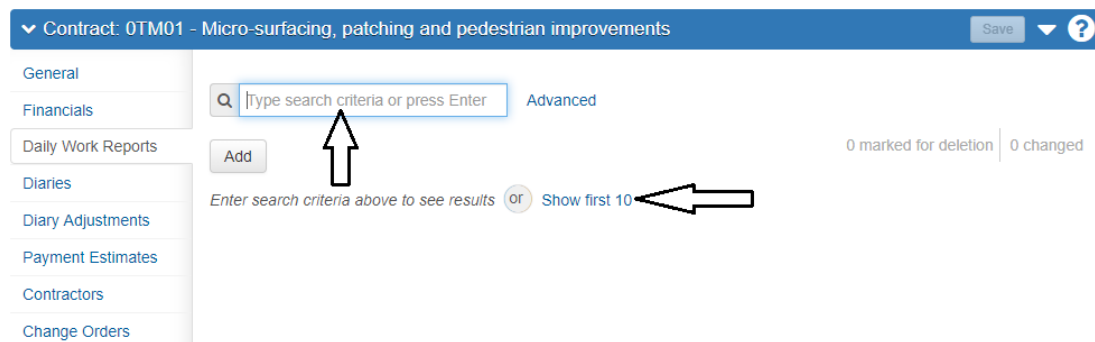 Contract: 0TM01 - Micro-surfacing, patching and pedestrian improvements
Save
?
General
Financials
Daily Work Reports
Diaries
Diary Adjustments
Payment Estimates
Contractors
Change Orders
Type search criteria or press Enter
Advanced
Add
0 marked for deletion
0 changed
Enter search criteria above to see results or Show first 10